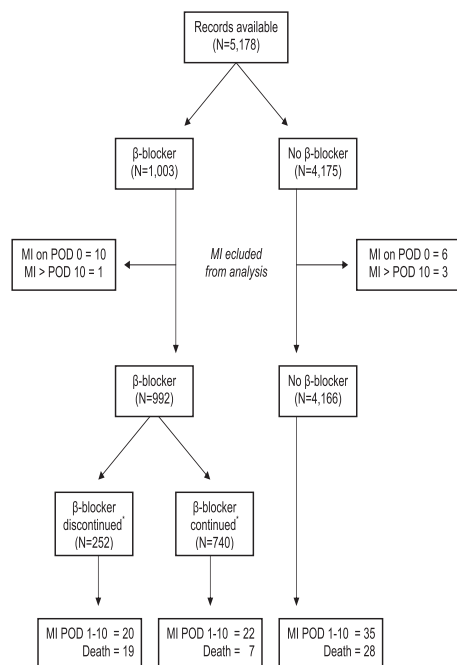 Records available
(N=5,178)
β-blocker
(N=1,003)
No β-blocker
(N=4,175)
MI on POD 0 = 10
MI > POD 10 = 1
MI ecluded
from analysis
MI on POD 0 = 6
MI > POD 10 = 3
β-blocker
(N=992)
No β-blocker
(N=4,166)
β-blocker
discontinued*
(N=252)
β-blocker
continued*
(N=740)
MI POD 1-10 = 20
Death = 19
MI POD 1-10 = 22
Death = 7
MI POD 1-10 = 35
Death = 28